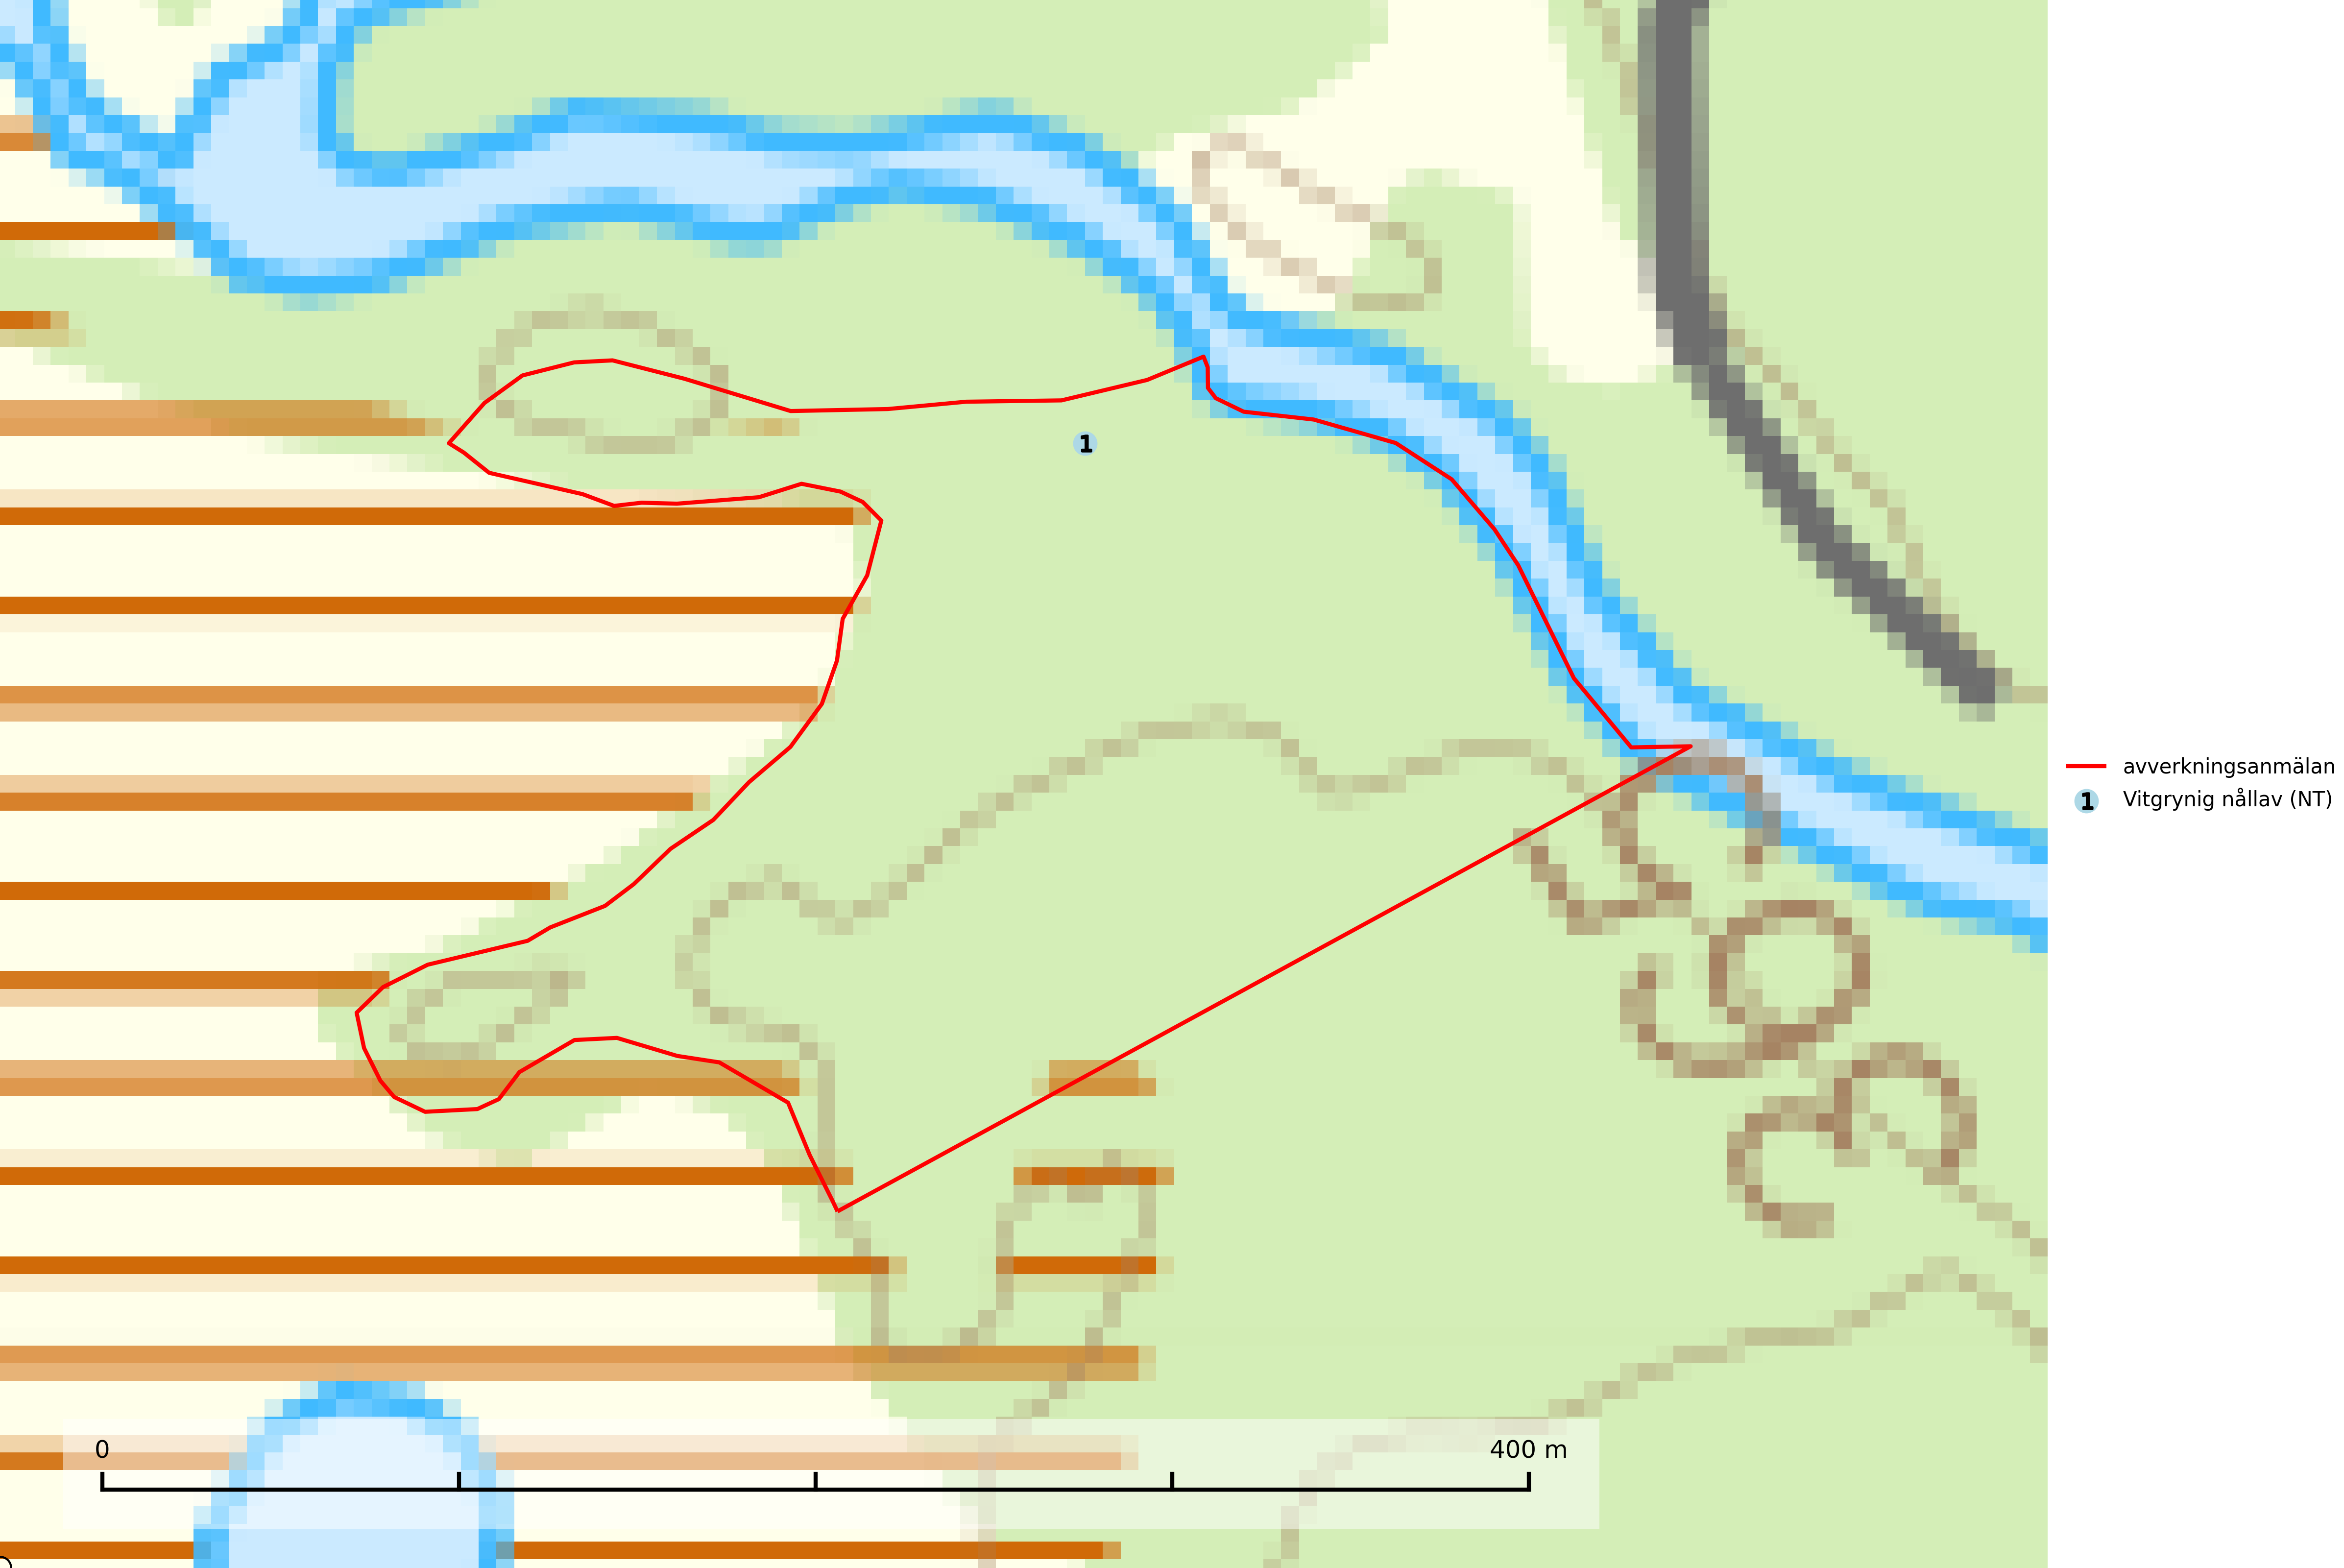 1
avverkningsanmälan
1 Vitgrynig nållav (NT)
0 400 m